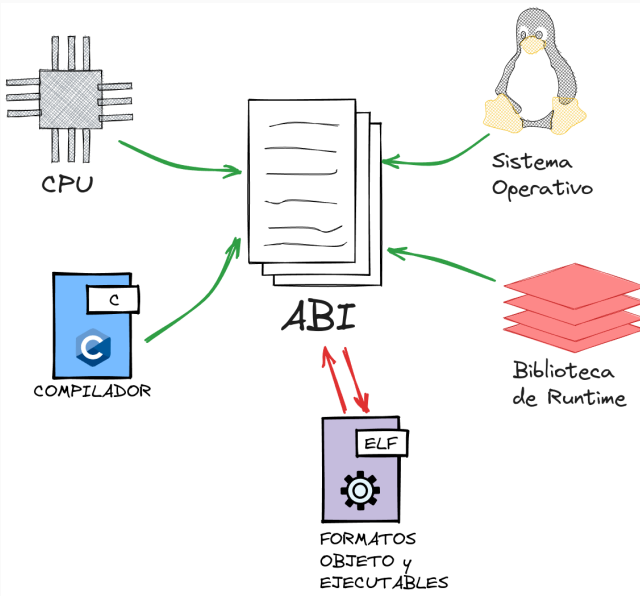 CPU
Sistema
Operativo
ABI
C
C
COMPILADOR
Biblioteca
de Runtime
ELF
FORMATOS
OBJETO y
EJECUTABLES